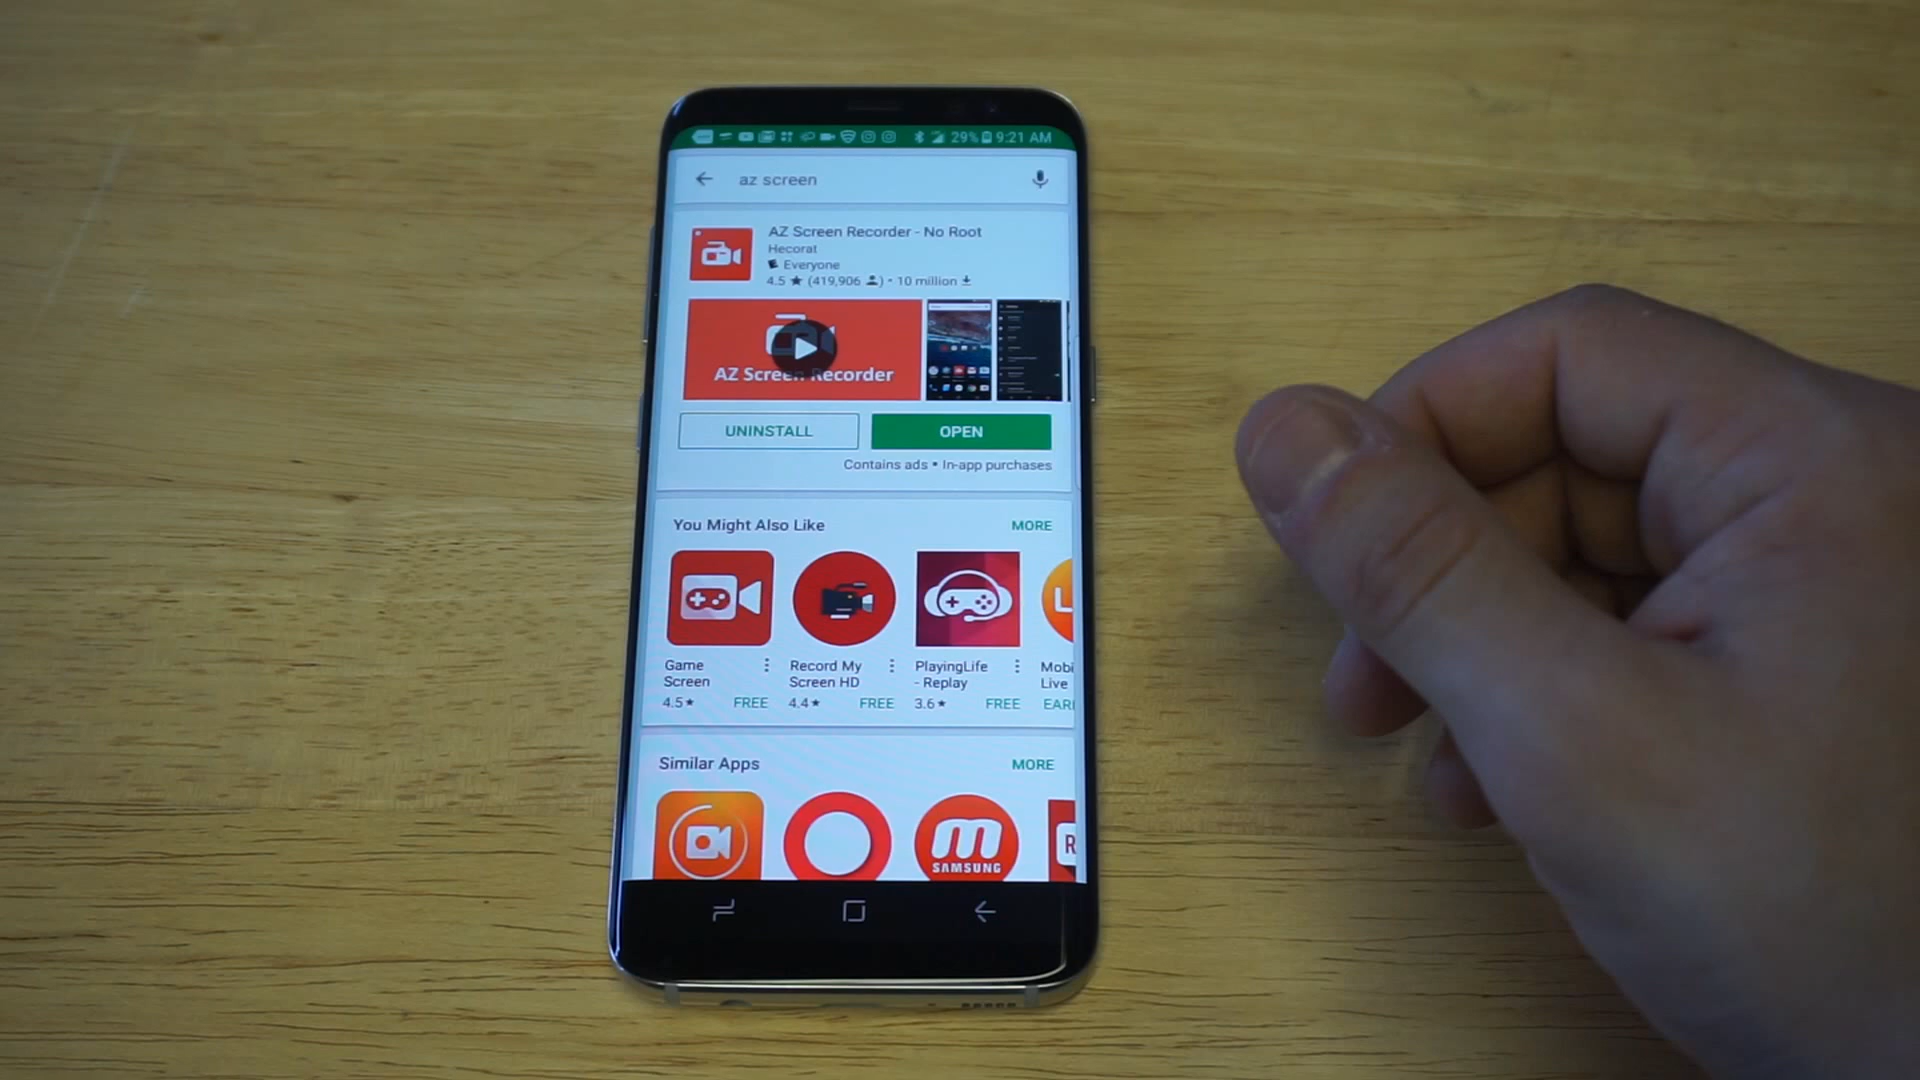 29% 9:21 AM
az screen
AZ Screen Recorder - No Root
Hecorat
Everyone
4.5 ★ (419,906 ) • 10 million
AZ Screen Recorder
UNINSTALL OPEN
Contains ads • In-app purchases
You Might Also Like MORE
Game Screen
4.5★ FREE
Record My Screen HD
4.4★ FREE
PlayingLife - Replay
3.6★ FREE
Mobi
Live
EAR
Similar Apps MORE
m
SAMSUNG
R